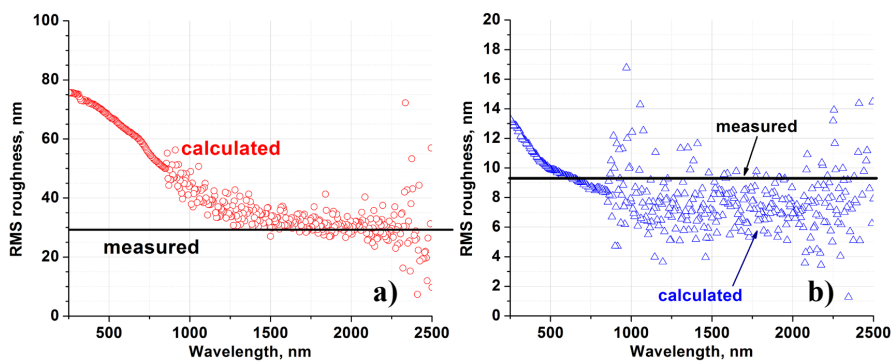 100
80
60
40
20
0
RMS roughness, nm
calculated
measured
a)
500 1000 1500 2000 2500
Wavelength, nm
20
18
16
14
12
10
8
6
4
2
0
RMS roughness, nm
measured
calculated
b)
500 1000 1500 2000 2500
Wavelength, nm